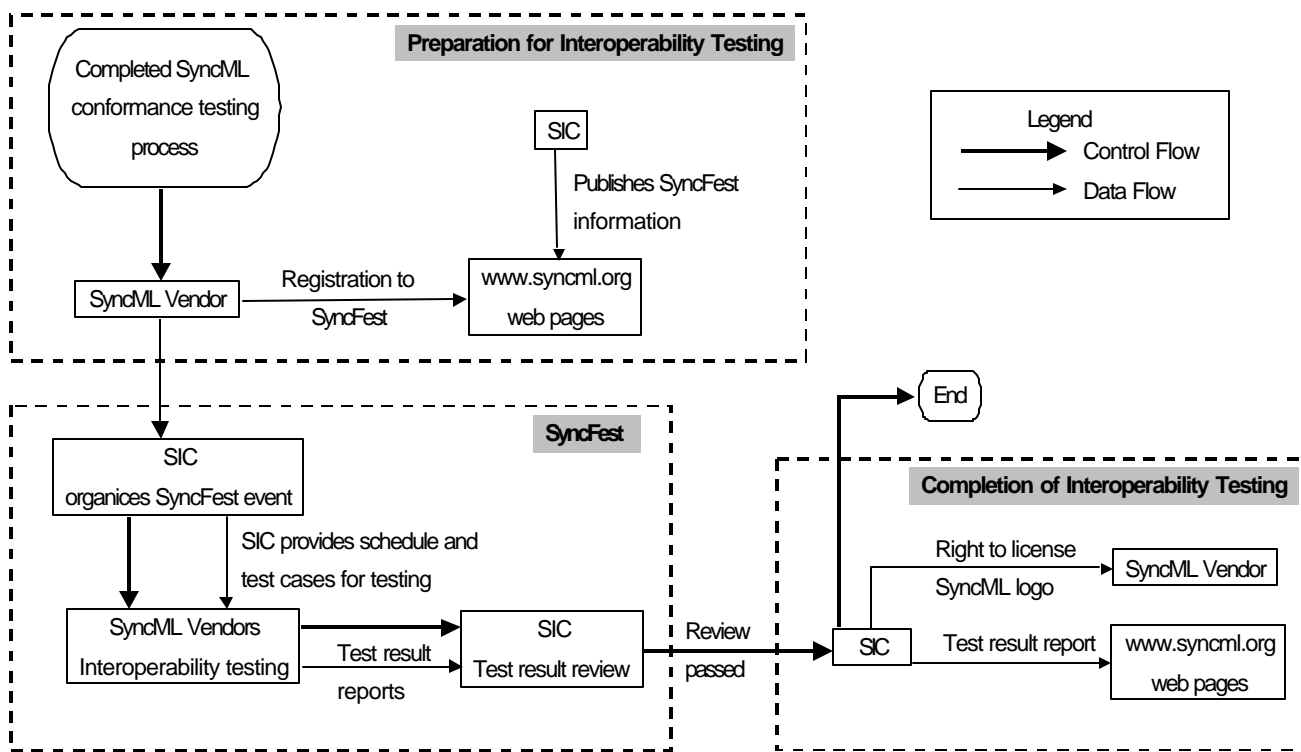 Preparation for Interoperability Testing
Completed SyncML
conformance testing
process
SIC
Publishes SyncFest
information
Legend
Control Flow
Data Flow
SyncML Vendor
Registration to
SyncFest
www.syncml.org
web pages
End
SyncFest
SIC
organices SyncFest event
SIC provides schedule and
test cases for testing
SyncML Vendors
Interoperability testing
Test result
reports
SIC
Test result review
Review
passed
Completion of Interoperability Testing
Right to license
SyncML logo
SyncML Vendor
SIC
Test result report
www.syncml.org
web pages